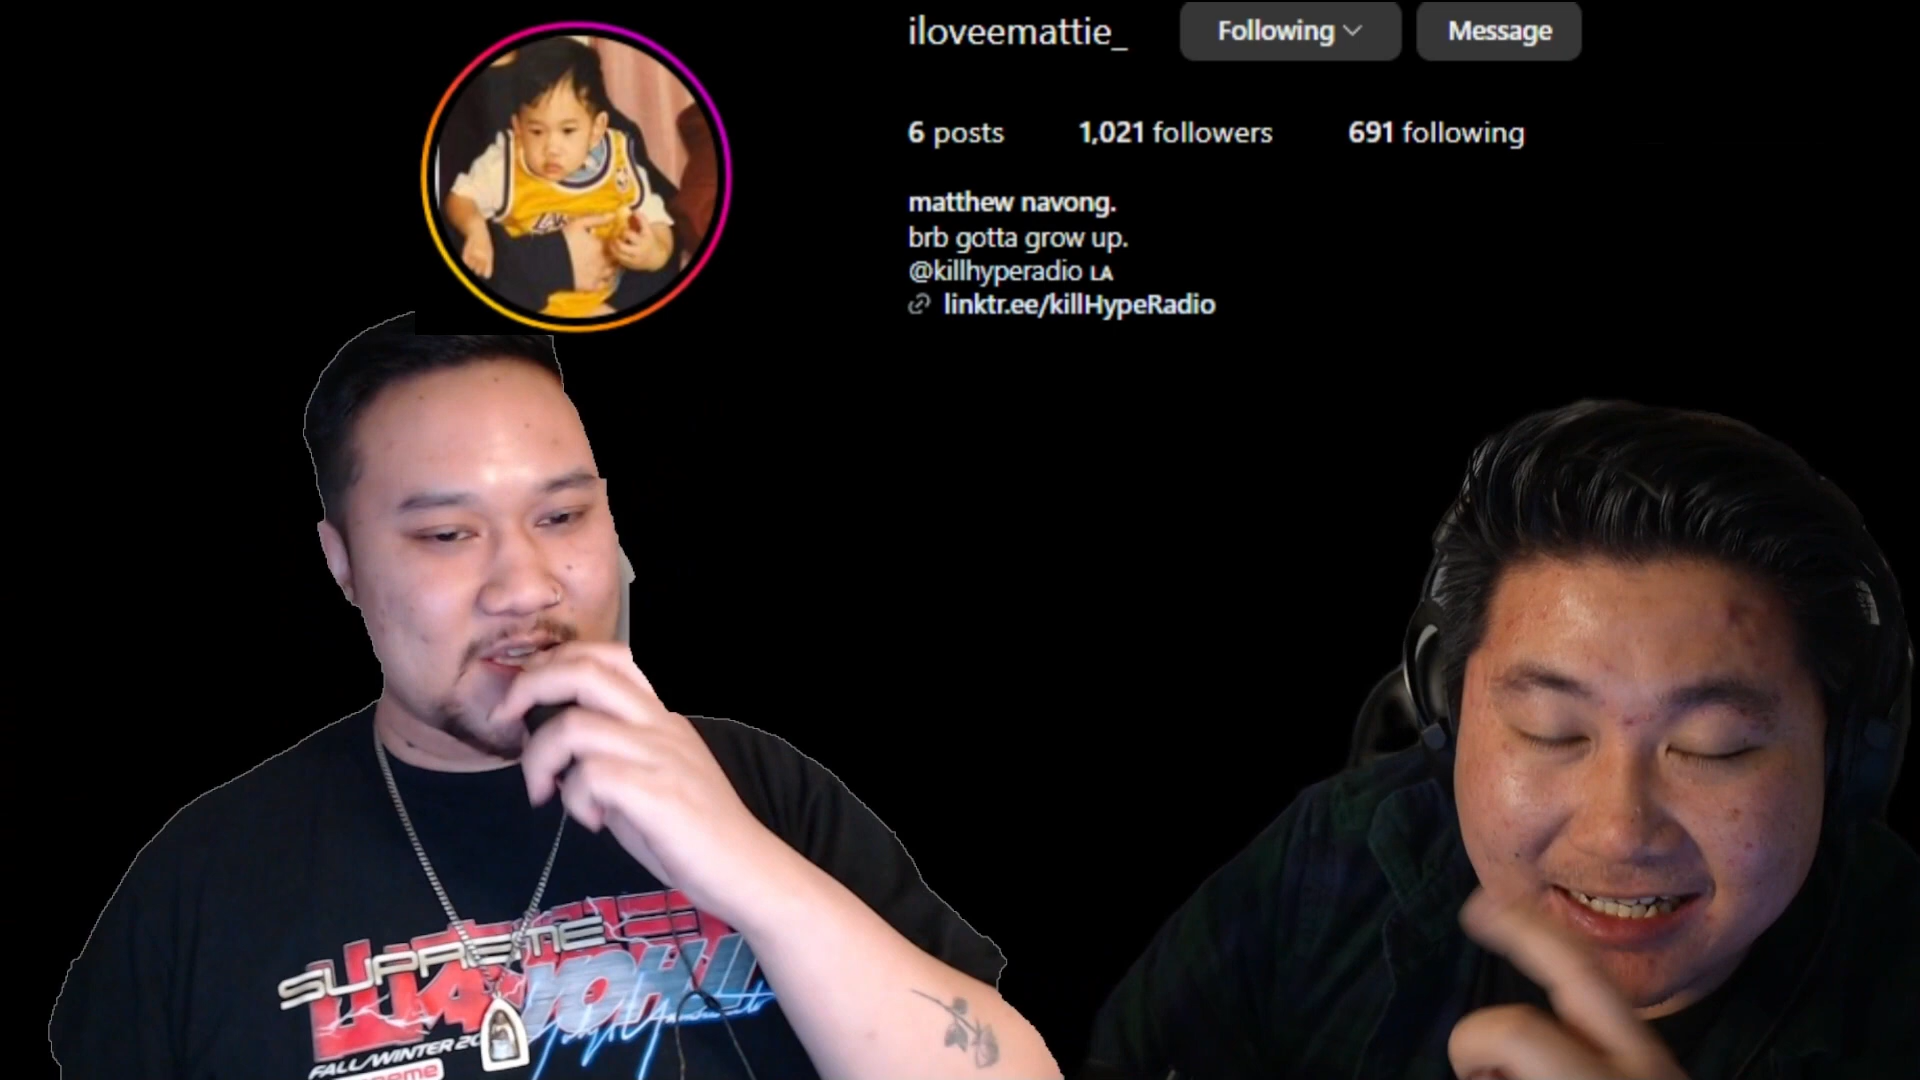 iloveemattie_ Following Message
6 posts 1,021 followers 691 following
matthew navong.
brb gotta grow up.
@killhyperadio LA
linktr.ee/killHypeRadio
SUPREME
FALL/WINTER